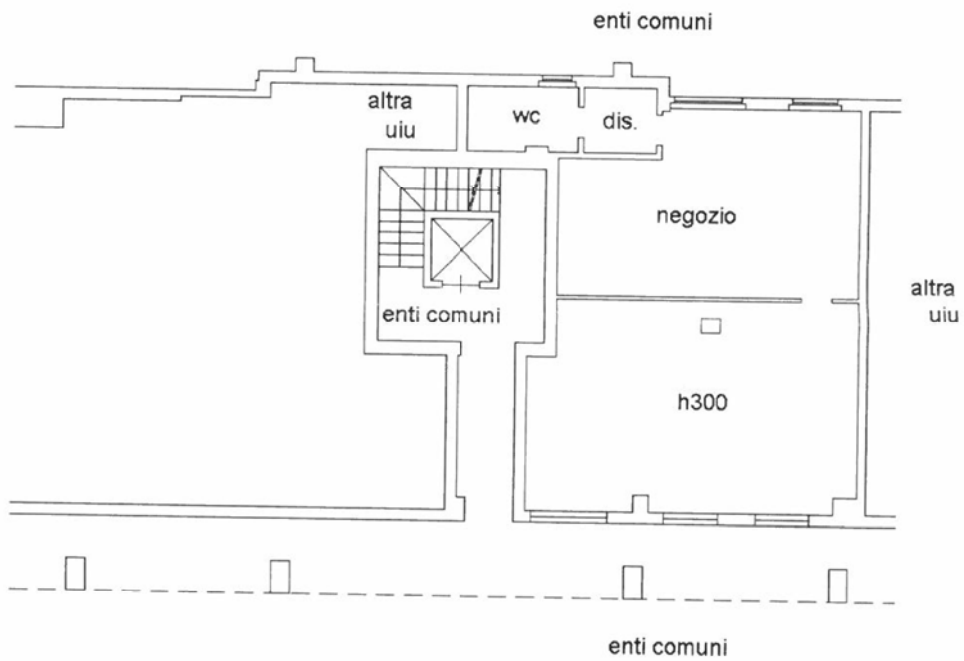 enti comuni
altra
uiu
wc
dis.
negozio
altra
uiu
enti comuni
h300
enti comuni